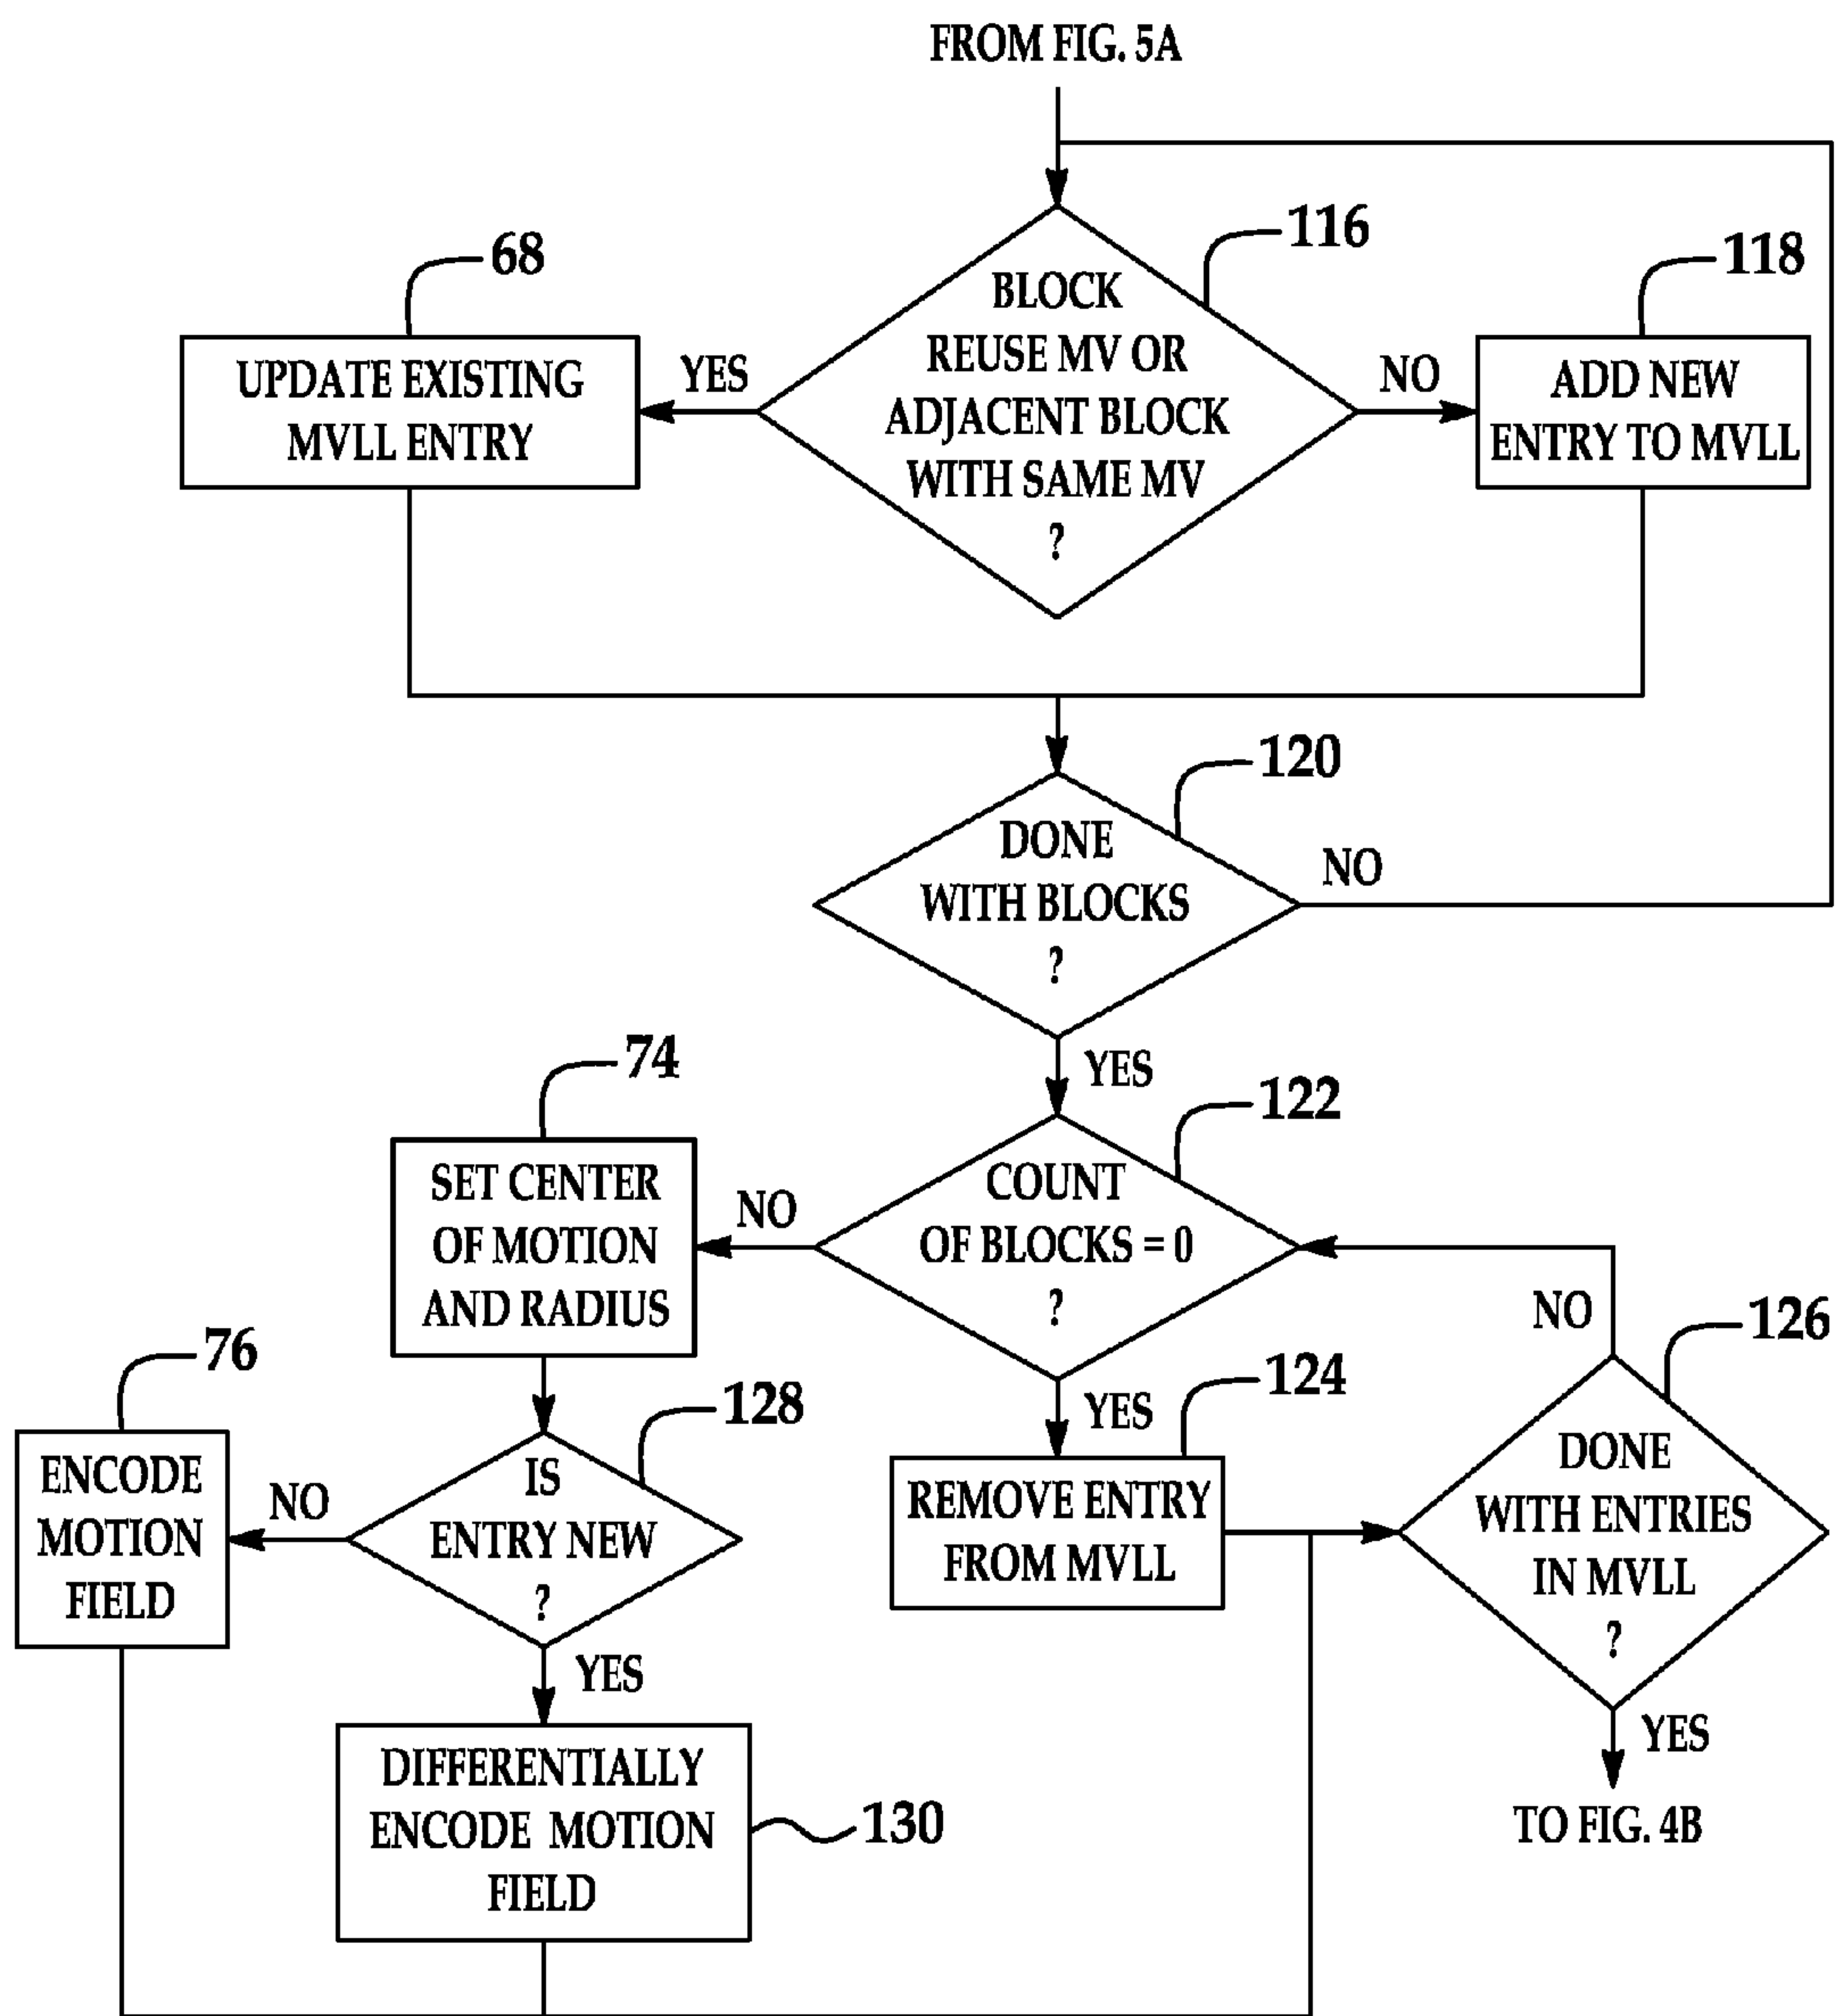 FROM FIG. 5A
116
68
118
BLOCK
REUSE MV OR
ADJACENT BLOCK
WITH SAME MV
?
YES
NO
UPDATE EXISTING
MVLL ENTRY
ADD NEW
ENTRY TO MVLL
120
DONE
WITH BLOCKS
?
NO
YES
74
122
SET CENTER
OF MOTION
AND RADIUS
NO
COUNT
OF BLOCKS = 0
?
NO
126
76
128
YES
124
ENCODE
MOTION
FIELD
NO
IS
ENTRY NEW
?
REMOVE ENTRY
FROM MVLL
DONE
WITH ENTRIES
IN MVLL
?
YES
YES
DIFFERENTIALLY
ENCODE MOTION
FIELD
130
TO FIG. 4B